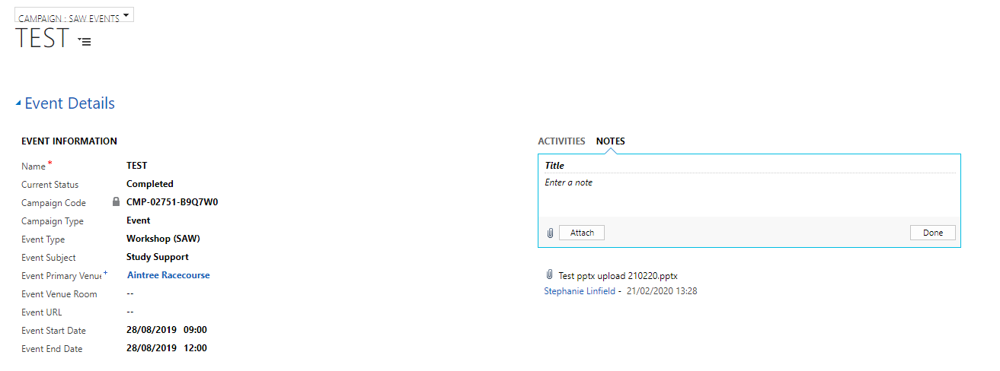 CAMPAIGN : SAW EVENTS
TEST
Event Details
EVENT INFORMATION
Name* TEST
Current Status Completed
Campaign Code CMP-02751-B9Q7W0
Campaign Type Event
Event Type Workshop (SAW)
Event Subject Study Support
Event Primary Venue+ Aintree Racecourse
Event Venue Room --
Event URL --
Event Start Date 28/08/2019 09:00
Event End Date 28/08/2019 12:00
ACTIVITIES NOTES
Title
Enter a note
Attach Done
Test pptx upload 210220.pptx
Stephanie Linfield - 21/02/2020 13:28